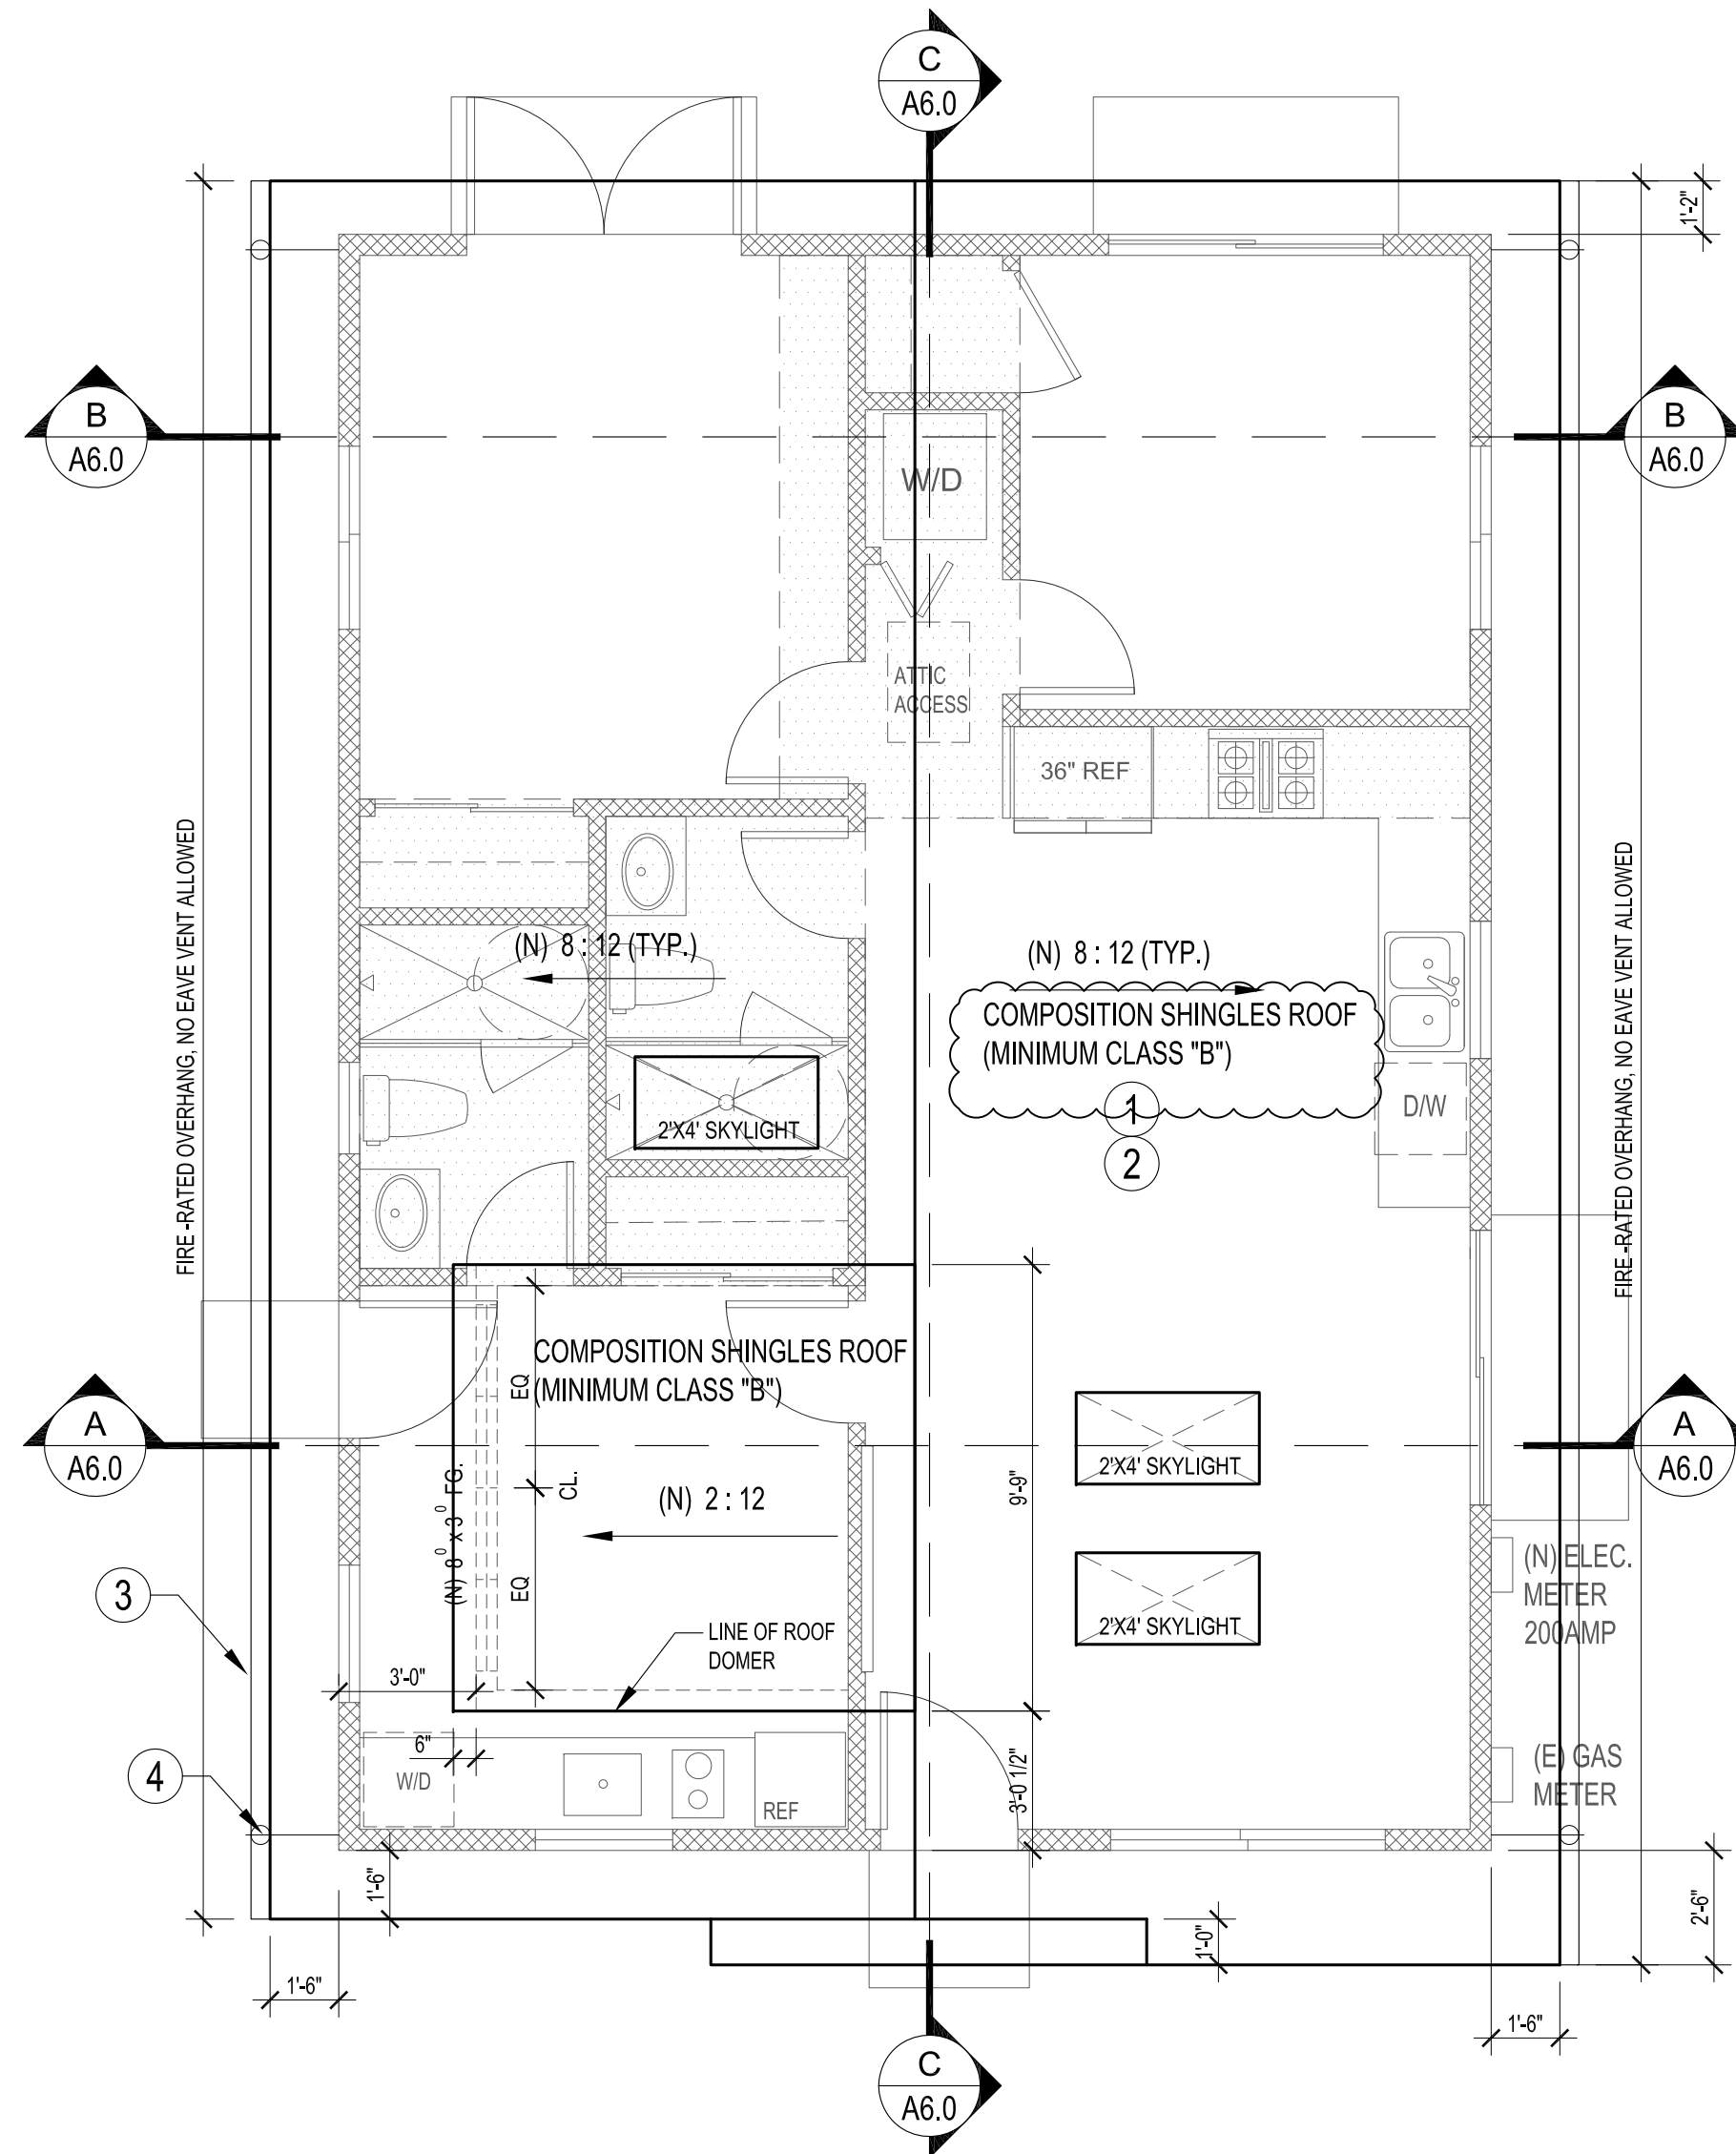 C
A6.0
1'-2"
B
A6.0
B
A6.0
W/D
ATTIC
ACCESS
36" REF
FIRE -RATED OVERHANG, NO EAVE VENT ALLOWED
FIRE -RATED OVERHANG, NO EAVE VENT ALLOWED
(N) 8 : 12 (TYP.)
(N) 8 : 12 (TYP.)
COMPOSITION SHINGLES ROOF
(MINIMUM CLASS "B")
1
2
D/W
2'X4' SKYLIGHT
COMPOSITION SHINGLES ROOF
(MINIMUM CLASS "B")
EQ
CL.
EQ
(N) 8⁰ x 3⁰ FG.
(N) 2 : 12
9'-9"
2'X4' SKYLIGHT
2'X4' SKYLIGHT
A
A6.0
A
A6.0
(N) ELEC.
METER
200AMP
3
LINE OF ROOF
DOMER
3'-0"
6"
W/D
REF
3'-0 1/2"
(E) GAS
METER
4
1'-6"
1'-0"
2'-6"
1'-6"
1'-6"
C
A6.0